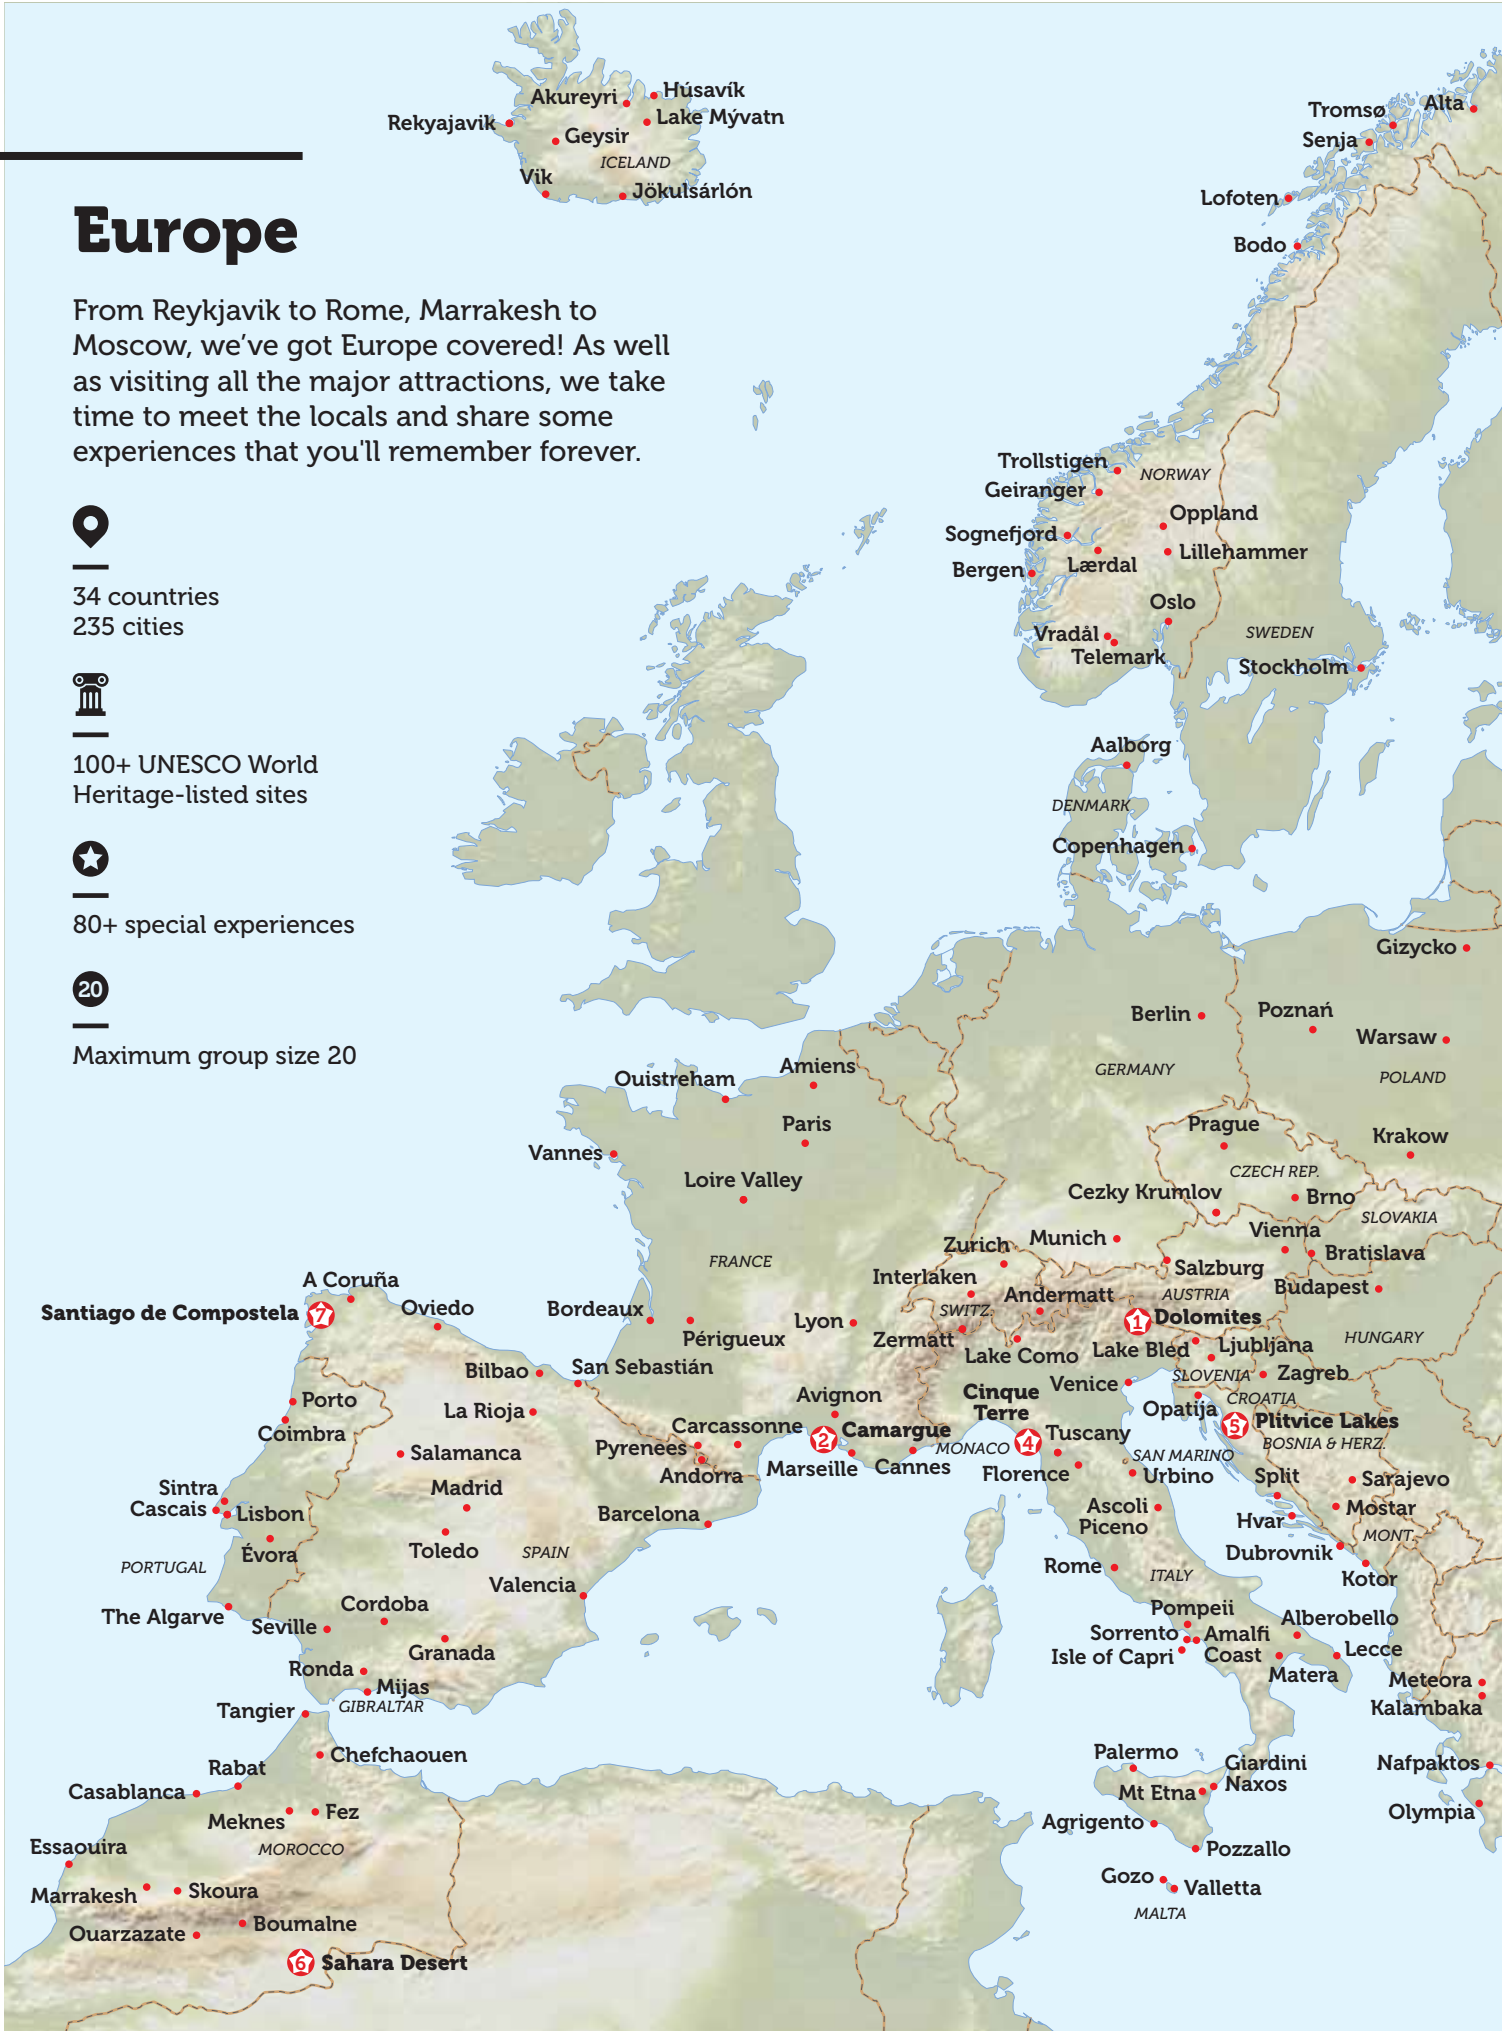 Akureyri
Húsavík
Lake Mývatn
Rekyajavik
Geysir
ICELAND
Vik
Jökulsárlón
Tromsø
Alta
Senja
Lofoten
Bodo
Europe
From Reykjavik to Rome, Marrakesh to
Moscow, we've got Europe covered! As well
as visiting all the major attractions, we take
time to meet the locals and share some
experiences that you'll remember forever.
34 countries
235 cities
100+ UNESCO World
Heritage-listed sites
80+ special experiences
20
Maximum group size 20
Trollstigen
NORWAY
Geiranger
Oppland
Sognefjord
Lillehammer
Lærdal
Bergen
Oslo
Vradål
SWEDEN
Telemark
Stockholm
Aalborg
DENMARK
Copenhagen
Gizycko
Berlin
Poznań
Warsaw
GERMANY
POLAND
Amiens
Ouistreham
Paris
Prague
Krakow
Vannes
CZECH REP.
Loire Valley
Cezky Krumlov
Brno
SLOVAKIA
Zurich
Munich
Vienna
Bratislava
FRANCE
Salzburg
Interlaken
Andermatt
AUSTRIA
Budapest
A Coruña
Santiago de Compostela
7
Oviedo
Bordeaux
Périgueux
Lyon
SWITZ.
Zermatt
1
Dolomites
Lake Como
Lake Bled
Ljubljana
HUNGARY
Bilbao
San Sebastián
SLOVENIA
Zagreb
Venice
Avignon
Cinque
Terre
CROATIA
Opatija
Porto
La Rioja
Coimbra
Carcassonne
2
Camargue
5
Plitvice Lakes
Pyrenees
MONACO
4
Tuscany
BOSNIA & HERZ.
Salamanca
Andorra
Marseille
Cannes
Florence
SAN MARINO
Urbino
Split
Sarajevo
Madrid
Sintra
Cascais
Lisbon
Barcelona
Ascoli
Piceno
Mostar
Hvar
MONT.
Évora
Toledo
SPAIN
Dubrovnik
PORTUGAL
Rome
ITALY
Kotor
Valencia
Cordoba
Pompeii
The Algarve
Seville
Alberobello
Sorrento
Amalfi
Coast
Isle of Capri
Lecce
Granada
Ronda
Matera
Mijas
Meteora
GIBRALTAR
Kalambaka
Tangier
Chefchaouen
Palermo
Giardini
Naxos
Nafpaktos
Rabat
Casablanca
Mt Etna
Meknes
Fez
Agrigento
Olympia
Essaouira
MOROCCO
Pozzallo
Marrakesh
Skoura
Gozo
Valletta
MALTA
Ouarzazate
Boumalne
6
Sahara Desert